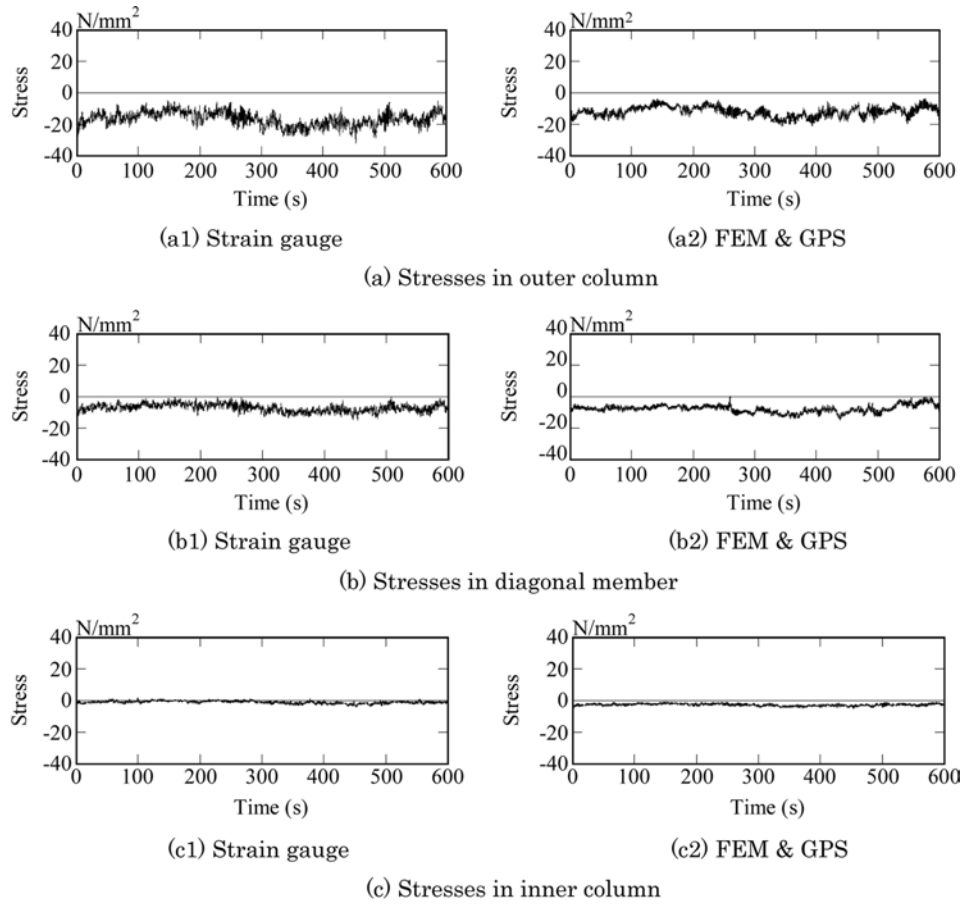 N/mm²
N/mm²
40
20
0
-20
-40
Stress
0 100 200 300 400 500 600
Time (s)
40
20
0
-20
-40
Stress
0 100 200 300 400 500 600
Time (s)
(a1) Strain gauge
(a2) FEM & GPS
(a) Stresses in outer column
N/mm²
N/mm²
40
20
0
-20
-40
Stress
0 100 200 300 400 500 600
Time (s)
40
20
0
-20
-40
Stress
0 100 200 300 400 500 600
Time (s)
(b1) Strain gauge
(b2) FEM & GPS
(b) Stresses in diagonal member
N/mm²
N/mm²
40
20
0
-20
-40
Stress
0 100 200 300 400 500 600
Time (s)
40
20
0
-20
-40
Stress
0 100 200 300 400 500 600
Time (s)
(c1) Strain gauge
(c2) FEM & GPS
(c) Stresses in inner column